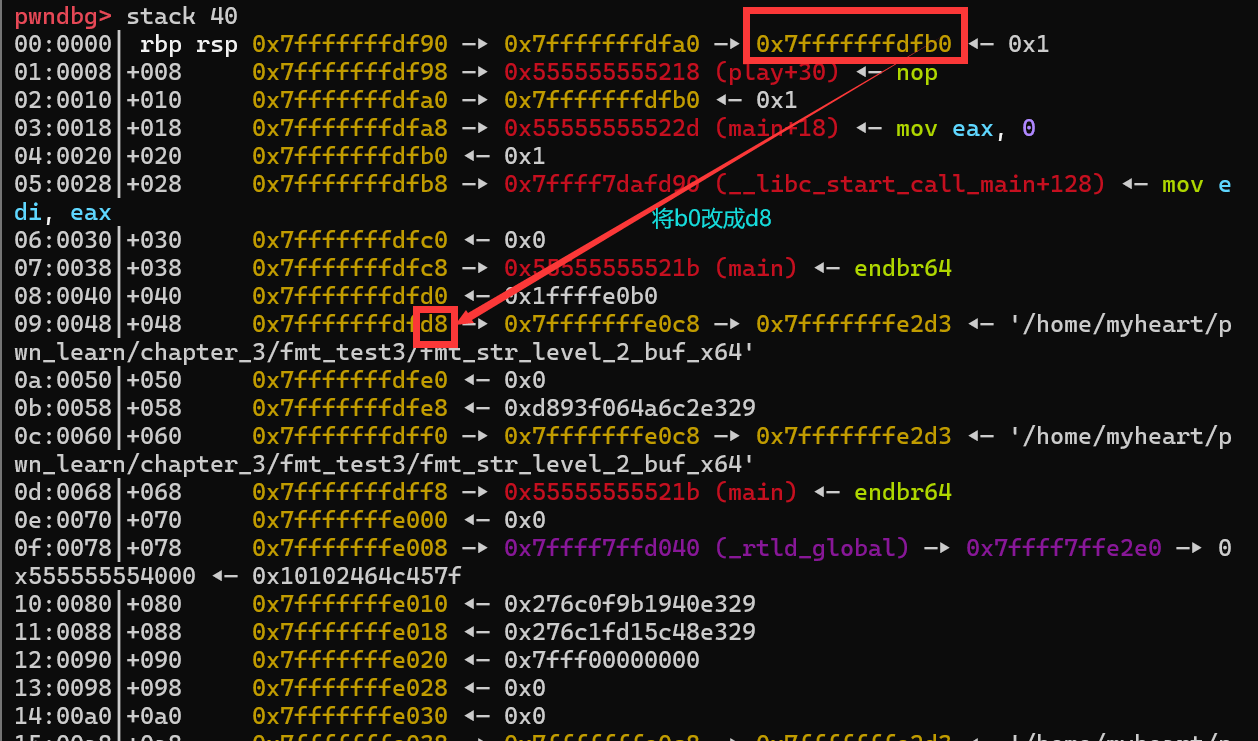 pwndbg> stack 40
00:0000│ rbp rsp 0x7fffffffdf90 —▸ 0x7fffffffdfa0 —▸ 0x7fffffffdfb0 ◂— 0x1
01:0008│+008     0x7fffffffdf98 —▸ 0x555555555218 (play+30) ◂— nop
02:0010│+010     0x7fffffffdfa0 —▸ 0x7fffffffdfb0 ◂— 0x1
03:0018│+018     0x7fffffffdfa8 —▸ 0x55555555522d (main+18) ◂— mov eax, 0
04:0020│+020     0x7fffffffdfb0 ◂— 0x1
05:0028│+028     0x7fffffffdfb8 —▸ 0x7ffff7dafd90 (__libc_start_call_main+128) ◂— mov e
di, eax
将b0改成d8
06:0030│+030     0x7fffffffdfc0 ◂— 0x0
07:0038│+038     0x7fffffffdfc8 —▸ 0x55555555521b (main) ◂— endbr64
08:0040│+040     0x7fffffffdfd0 ◂— 0x1ffffe0b0
09:0048│+048     0x7fffffffdfd8 —▸ 0x7fffffffe0c8 —▸ 0x7fffffffe2d3 ◂— '/home/myheart/p
wn_learn/chapter_3/fmt_test3/fmt_str_level_2_buf_x64'
0a:0050│+050     0x7fffffffdfe0 ◂— 0x0
0b:0058│+058     0x7fffffffdfe8 ◂— 0xd893f064a6c2e329
0c:0060│+060     0x7fffffffdff0 —▸ 0x7fffffffe0c8 —▸ 0x7fffffffe2d3 ◂— '/home/myheart/p
wn_learn/chapter_3/fmt_test3/fmt_str_level_2_buf_x64'
0d:0068│+068     0x7fffffffdff8 —▸ 0x55555555521b (main) ◂— endbr64
0e:0070│+070     0x7fffffffe000 ◂— 0x0
0f:0078│+078     0x7fffffffe008 —▸ 0x7ffff7ffd040 (_rtld_global) —▸ 0x7ffff7ffe2e0 —▸ 0
x555555554000 ◂— 0x10102464c457f
10:0080│+080     0x7fffffffe010 ◂— 0x276c0f9b1940e329
11:0088│+088     0x7fffffffe018 ◂— 0x276c1fd15c48e329
12:0090│+090     0x7fffffffe020 ◂— 0x7fff00000000
13:0098│+098     0x7fffffffe028 ◂— 0x0
14:00a0│+0a0     0x7fffffffe030 ◂— 0x0